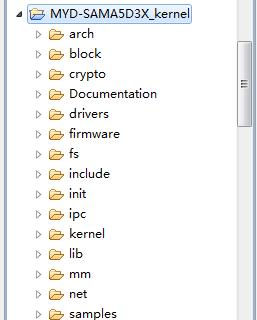 MYD-SAMA5D3X_kernel
arch
block
crypto
Documentation
drivers
firmware
fs
include
init
ipc
kernel
lib
mm
net
samples